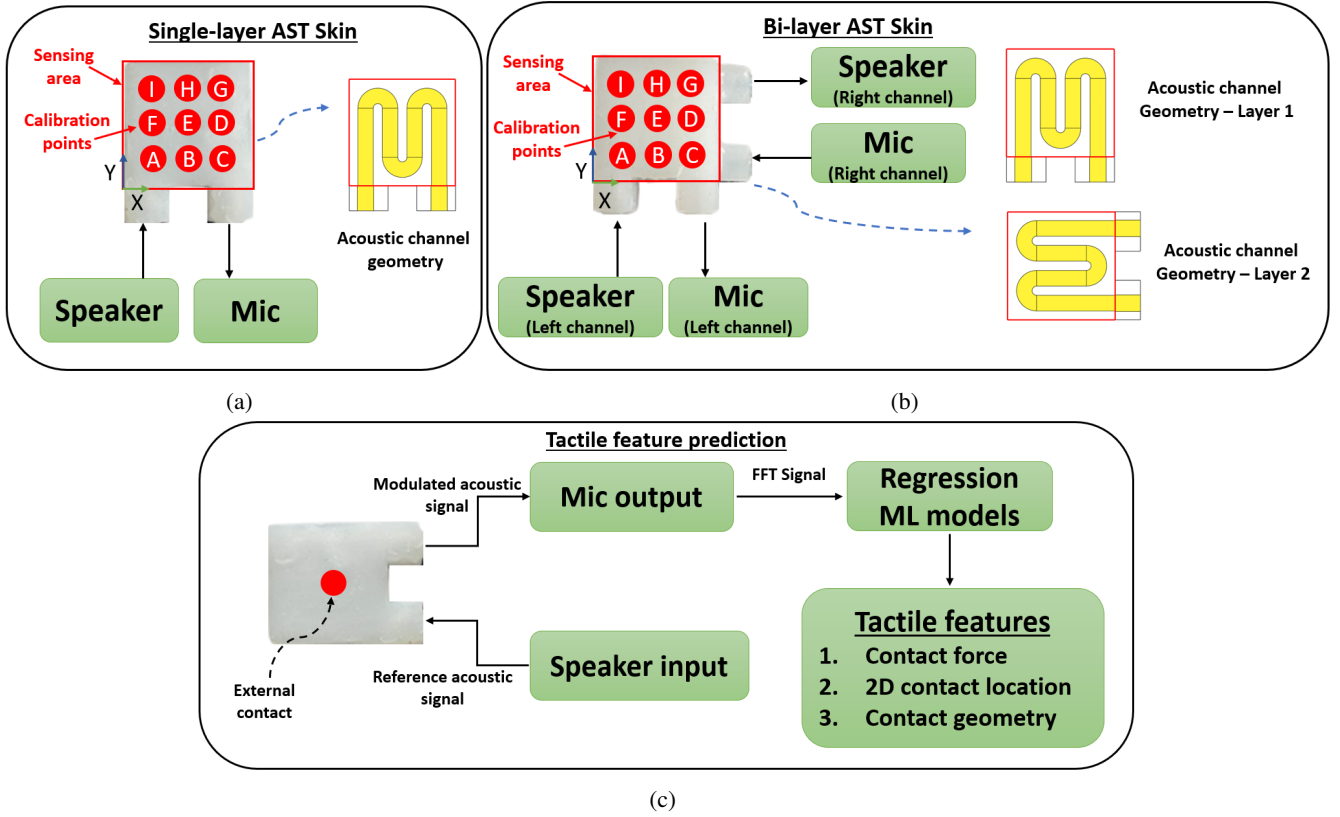 Single-layer AST Skin
Sensing
area
Calibration
points
I H G
F E D
A B C
Y
X
Acoustic channel
geometry
Speaker
Mic
(a)
Bi-layer AST Skin
Sensing
area
Calibration
points
I H G
F E D
A B C
Y
X
Speaker
(Right channel)
Mic
(Right channel)
Speaker
(Left channel)
Mic
(Left channel)
Acoustic channel
Geometry – Layer 1
Acoustic channel
Geometry – Layer 2
(b)
Tactile feature prediction
Modulated acoustic
signal
Mic output
FFT Signal
Regression
ML models
External
contact
Reference acoustic
signal
Speaker input
Tactile features
1. Contact force
2. 2D contact location
3. Contact geometry
(c)